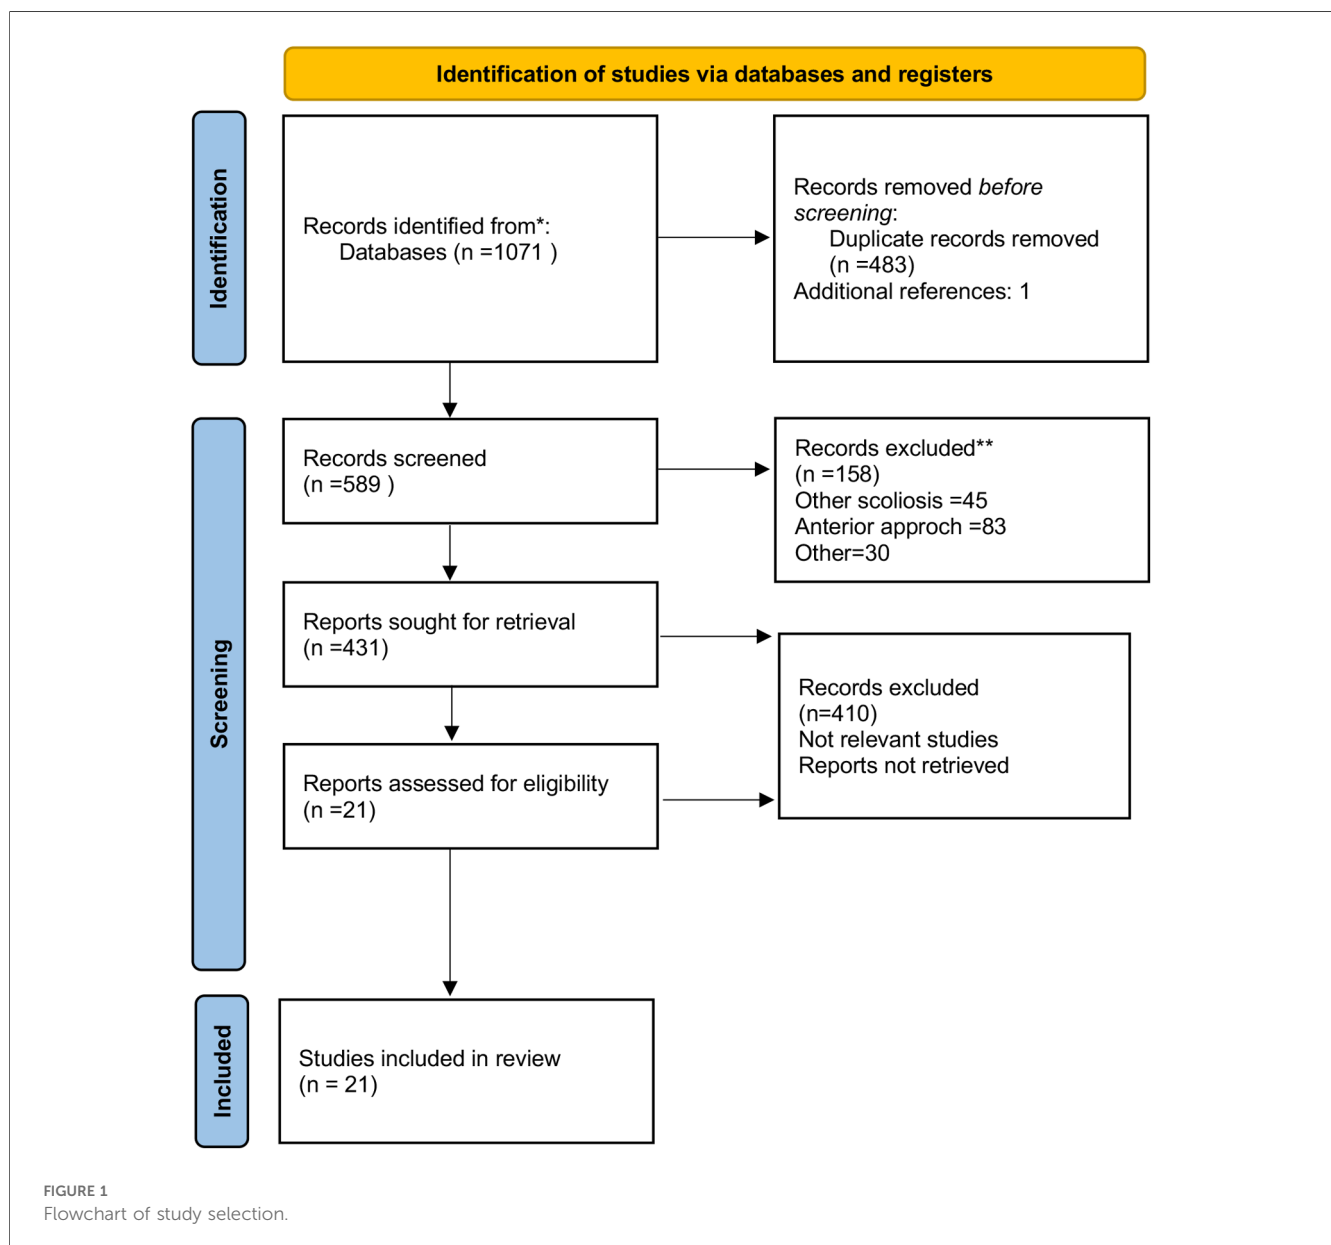 Identification of studies via databases and registers
Identification
Records identified from*:
Databases (n =1071 )
Records removed before
screening:
Duplicate records removed
(n =483)
Additional references: 1
Screening
Records screened
(n =589 )
Records excluded**
(n =158)
Other scoliosis =45
Anterior approch =83
Other=30
Reports sought for retrieval
(n =431)
Records excluded
(n=410)
Not relevant studies
Reports not retrieved
Reports assessed for eligibility
(n =21)
Included
Studies included in review
(n = 21)
FIGURE 1
Flowchart of study selection.